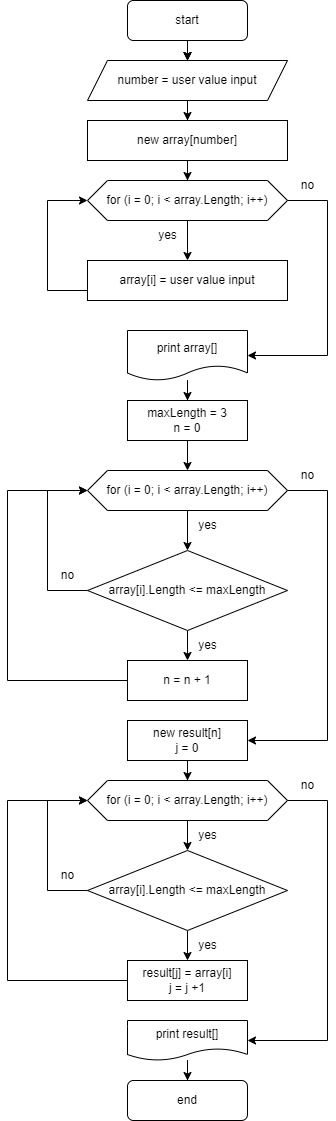 start
number = user value input
new array[number]
for (i = 0; i < array.Length; i++)
no
yes
array[i] = user value input
print array[]
maxLength = 3
n = 0
for (i = 0; i < array.Length; i++)
no
yes
array[i].Length <= maxLength
no
yes
n = n + 1
new result[n]
j = 0
for (i = 0; i < array.Length; i++)
no
yes
array[i].Length <= maxLength
no
yes
result[j] = array[i]
j = j +1
print result[]
end